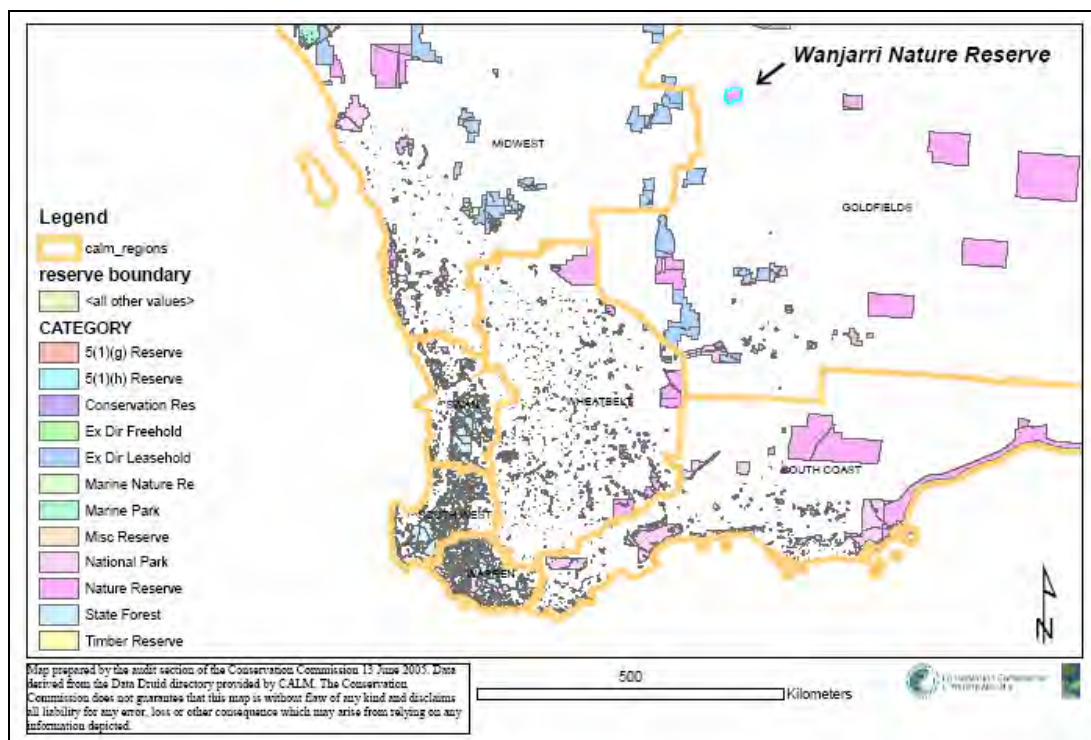 Wanjarri Nature Reserve
MIDWEST
GOLDFIELDS
Legend
calm_regions
reserve boundary
<all other values>
CATEGORY
5(1)(g) Reserve
5(1)(h) Reserve
Conservation Res
Ex Dir Freehold
Ex Dir Leasehold
Marine Nature Re
Marine Park
Misc Reserve
National Park
Nature Reserve
State Forest
Timber Reserve
SWAN
WHEATBELT
SOUTH COAST
SOUTH WEST
WARREN
N
Map prepared by the audit section of the Conservation Commission 13 June 2005. Data
derived from the Data Druid directory provided by CALM. The Conservation
Commission does not guarantee that this map is without flaw of any kind and disclaims
all liability for any error, loss or other consequence which may arise from relying on any
information depicted.
500
Kilometers